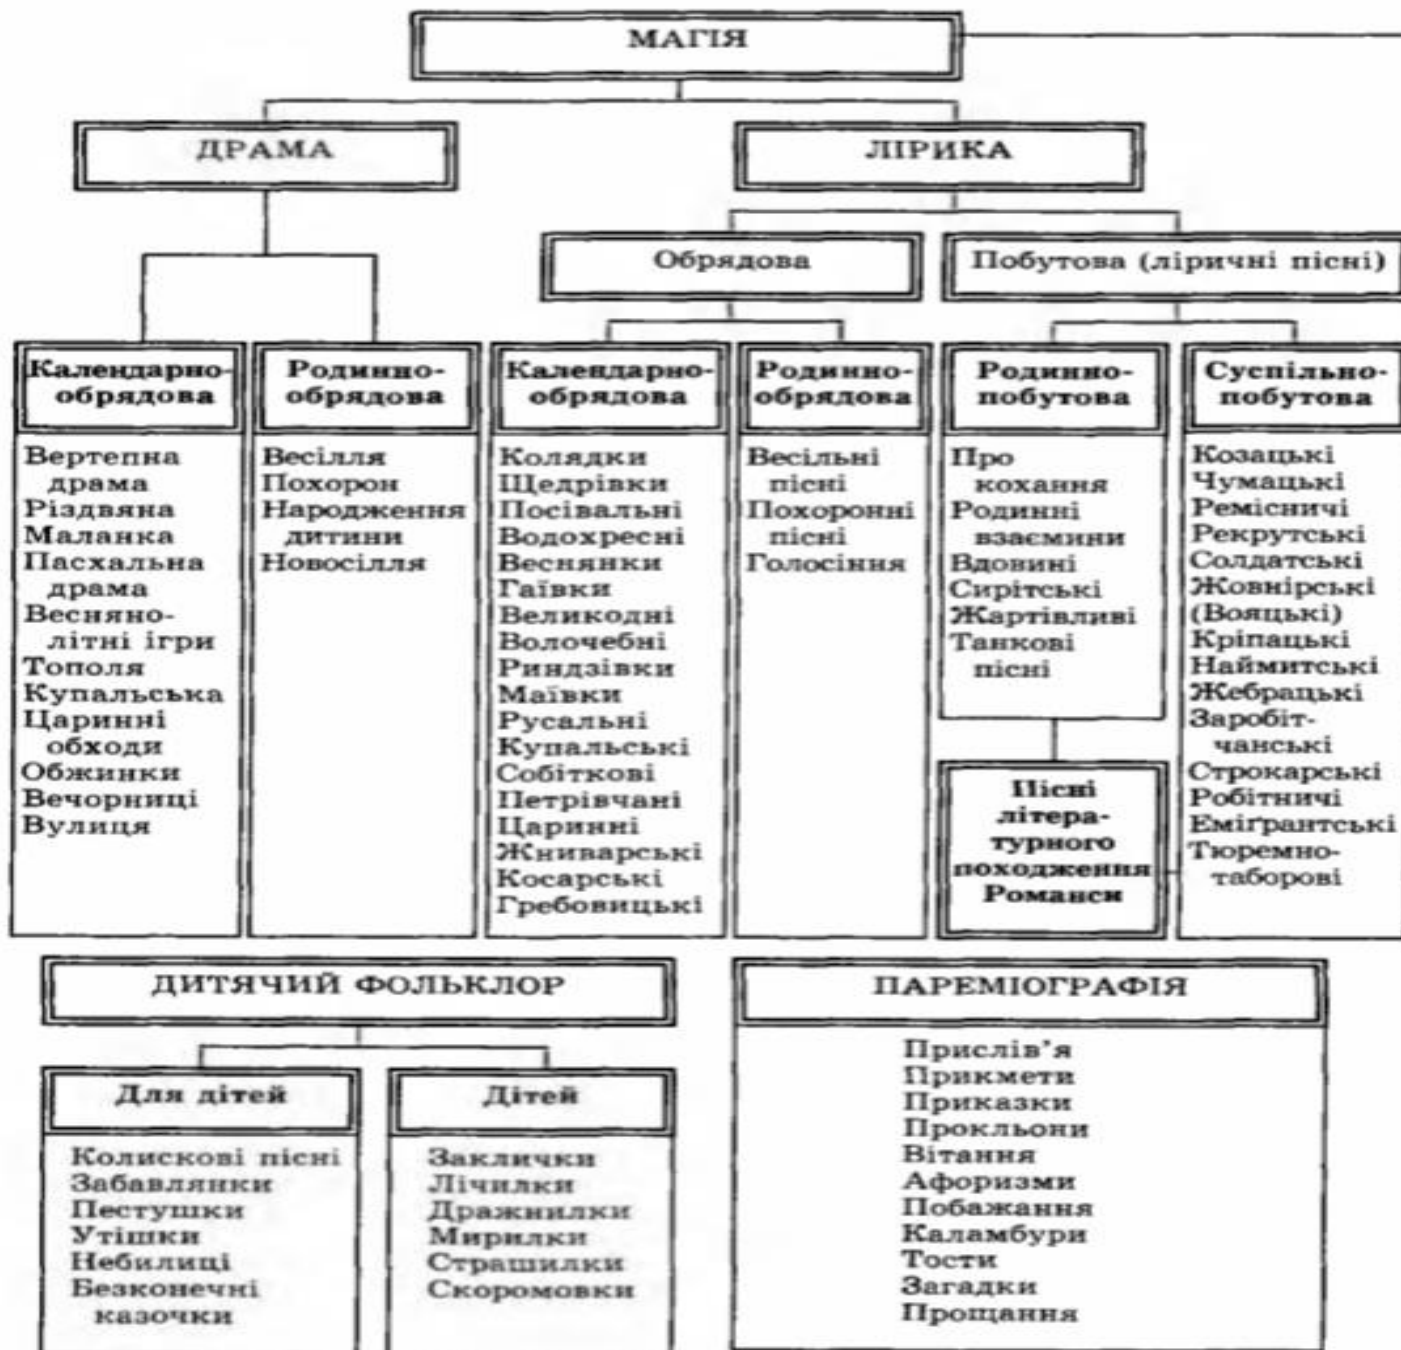 МАГІЯ
ДРАМА
ЛІРИКА
Обрядова
Побутова (ліричні пісні)
Календарно-
обрядова
Вертепна
драма
Різдвяна
Маланка
Пасхальна
драма
Весняно-
літні ігри
Тополя
Купальська
Царинні
обходи
Обжинки
Вечорниці
Вулиця
Родинно-
обрядова
Весілля
Похорон
Народження
дитини
Новосілля
Календарно-
обрядова
Колядки
Щедрівки
Посівальні
Водохресні
Веснянки
Гаївки
Великодні
Волочебні
Риндзівки
Маївки
Русальні
Купальські
Собіткові
Петрівчані
Царинні
Жниварські
Косарські
Гребовицькі
Родинно-
обрядова
Весільні
пісні
Похоронні
пісні
Голосіння
Родинно-
побутова
Про
кохання
Родинні
взаємини
Вдовині
Сирітські
Жартівливі
Танкові
пісні
Пісні
літера-
турного
походження
Романси
Суспільно-
побутова
Козацькі
Чумацькі
Ремісничі
Рекрутські
Солдатські
Жовнірські
(Вояцькі)
Кріпацькі
Наймитські
Жебрацькі
Заробіт-
чанські
Строкарські
Робітничі
Еміґрантські
Тюремно-
таборові
ДИТЯЧИЙ ФОЛЬКЛОР
Для дітей
Колискові пісні
Забавлянки
Пестушки
Утішки
Небилиці
Безконечні
казочки
Дітей
Заклички
Лічилки
Дражнилки
Мирилки
Страшилки
Скоромовки
ПАРЕМІОГРАФІЯ
Прислів'я
Прикмети
Приказки
Прокльони
Вітання
Афоризми
Побажання
Каламбури
Тости
Загадки
Прощання